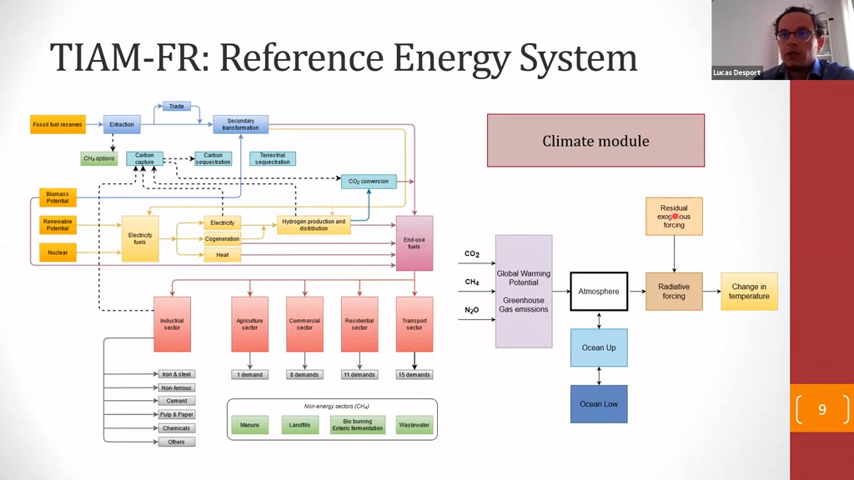 TIAM-FR: Reference Energy System
Lucas Desport
Trade
Fossil fuel reserves
Extraction
Secondary
transformation
CH4 options
Carbon
capture
Carbon
sequestration
Terrestrial
sequestration
CO2 conversion
Biomass
Potential
Renewable
Potential
Nuclear
Electricity
fuels
Electricity
Cogeneration
Heat
Hydrogen production and
distribution
End-use
fuels
Industrial
sector
Agriculture
sector
Commercial
sector
Residential
sector
Transport
sector
Iron & steel
Non-ferrous
Cement
Pulp & Paper
Chemicals
Others
1 demand
8 demands
11 demands
15 demands
Non-energy sectors (CH4)
Manure
Landfills
Bio burning
Enteric fermentation
Wastewater
Climate module
CO2
CH4
N2O
Global Warming
Potential
Greenhouse
Gas emissions
Atmosphere
Ocean Up
Ocean Low
Residual
exogenous
forcing
Radiative
forcing
Change in
temperature
9